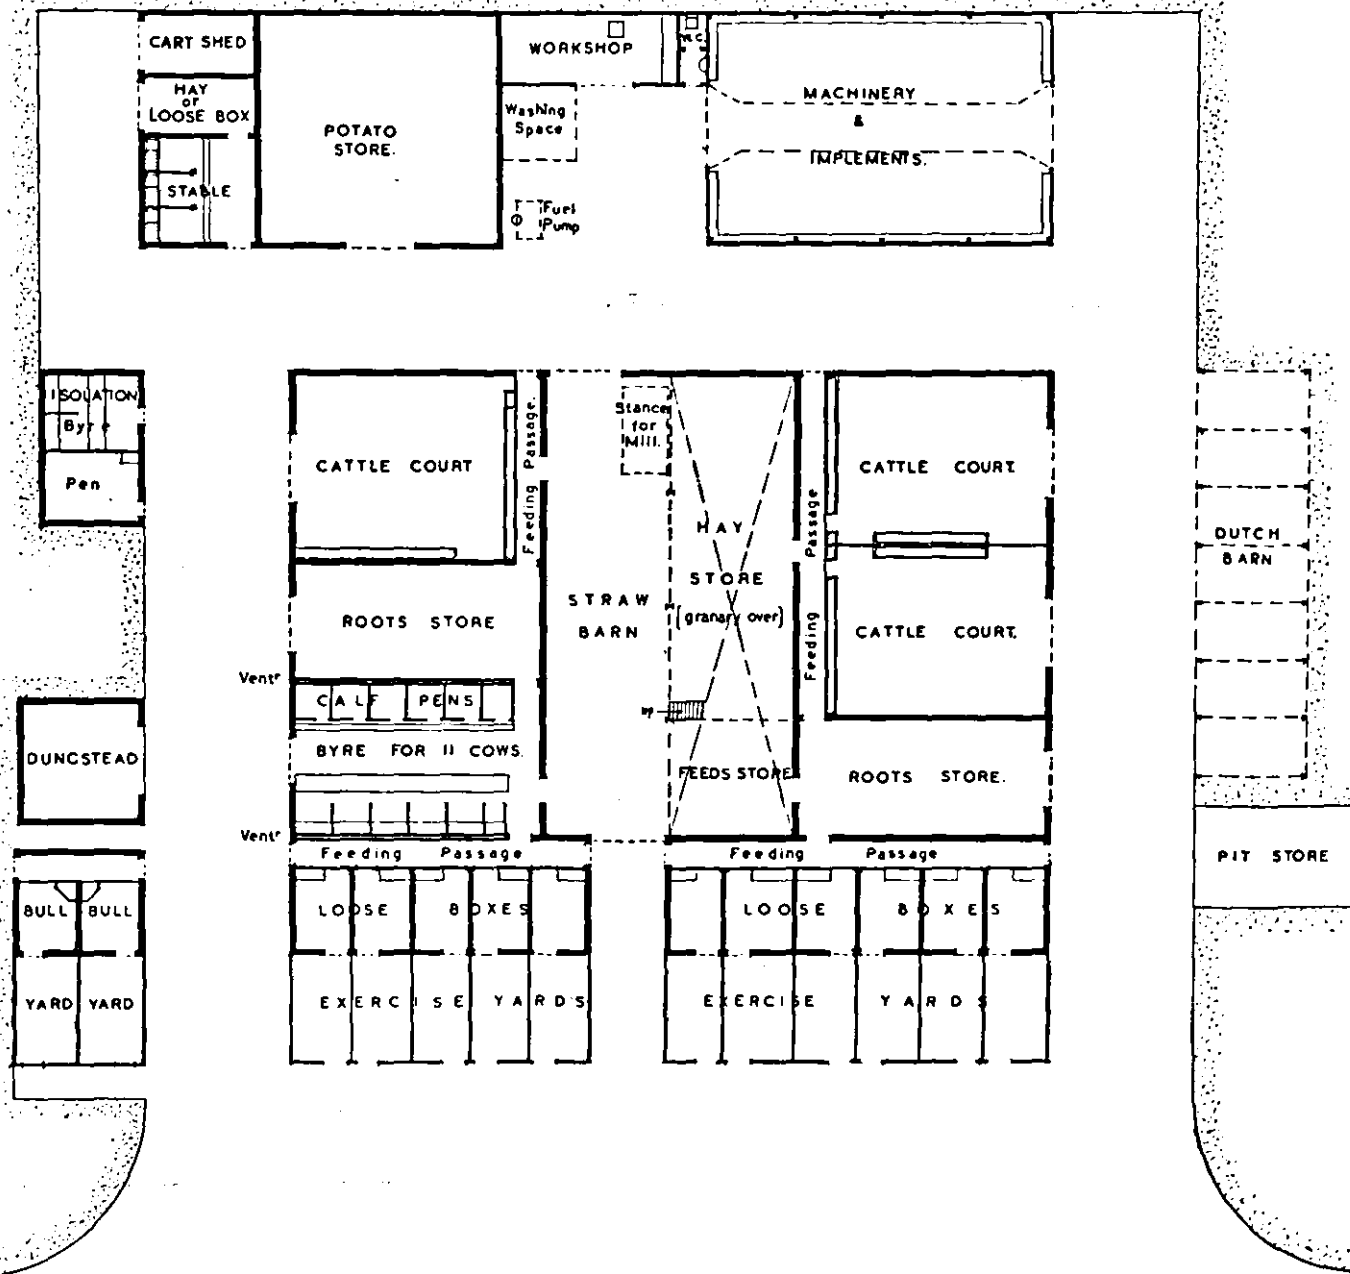 CART SHED
HAY
or
LOOSE BOX
STABLE
POTATO
STORE.
WORKSHOP
W.C.
Washing
Space
Fuel
Pump
MACHINERY
&
IMPLEMENTS.
ISOLATION
Byre
Pen
CATTLE COURT
Feeding Passage.
Stance
for
Mill.
HAY
STORE
(granary over)
STRAW
BARN
Feeding Passage
CATTLE COURT.
CATTLE COURT.
DUTCH
BARN
ROOTS STORE
Ventr
CALF PENS
BYRE FOR 11 COWS.
Ventr
up
FEEDS STORE
ROOTS STORE.
DUNGSTEAD
PIT STORE
Feeding Passage
Feeding Passage
BULL BULL
LOOSE BOXES
LOOSE BOXES
YARD YARD
EXERCISE YARDS
EXERCISE YARDS